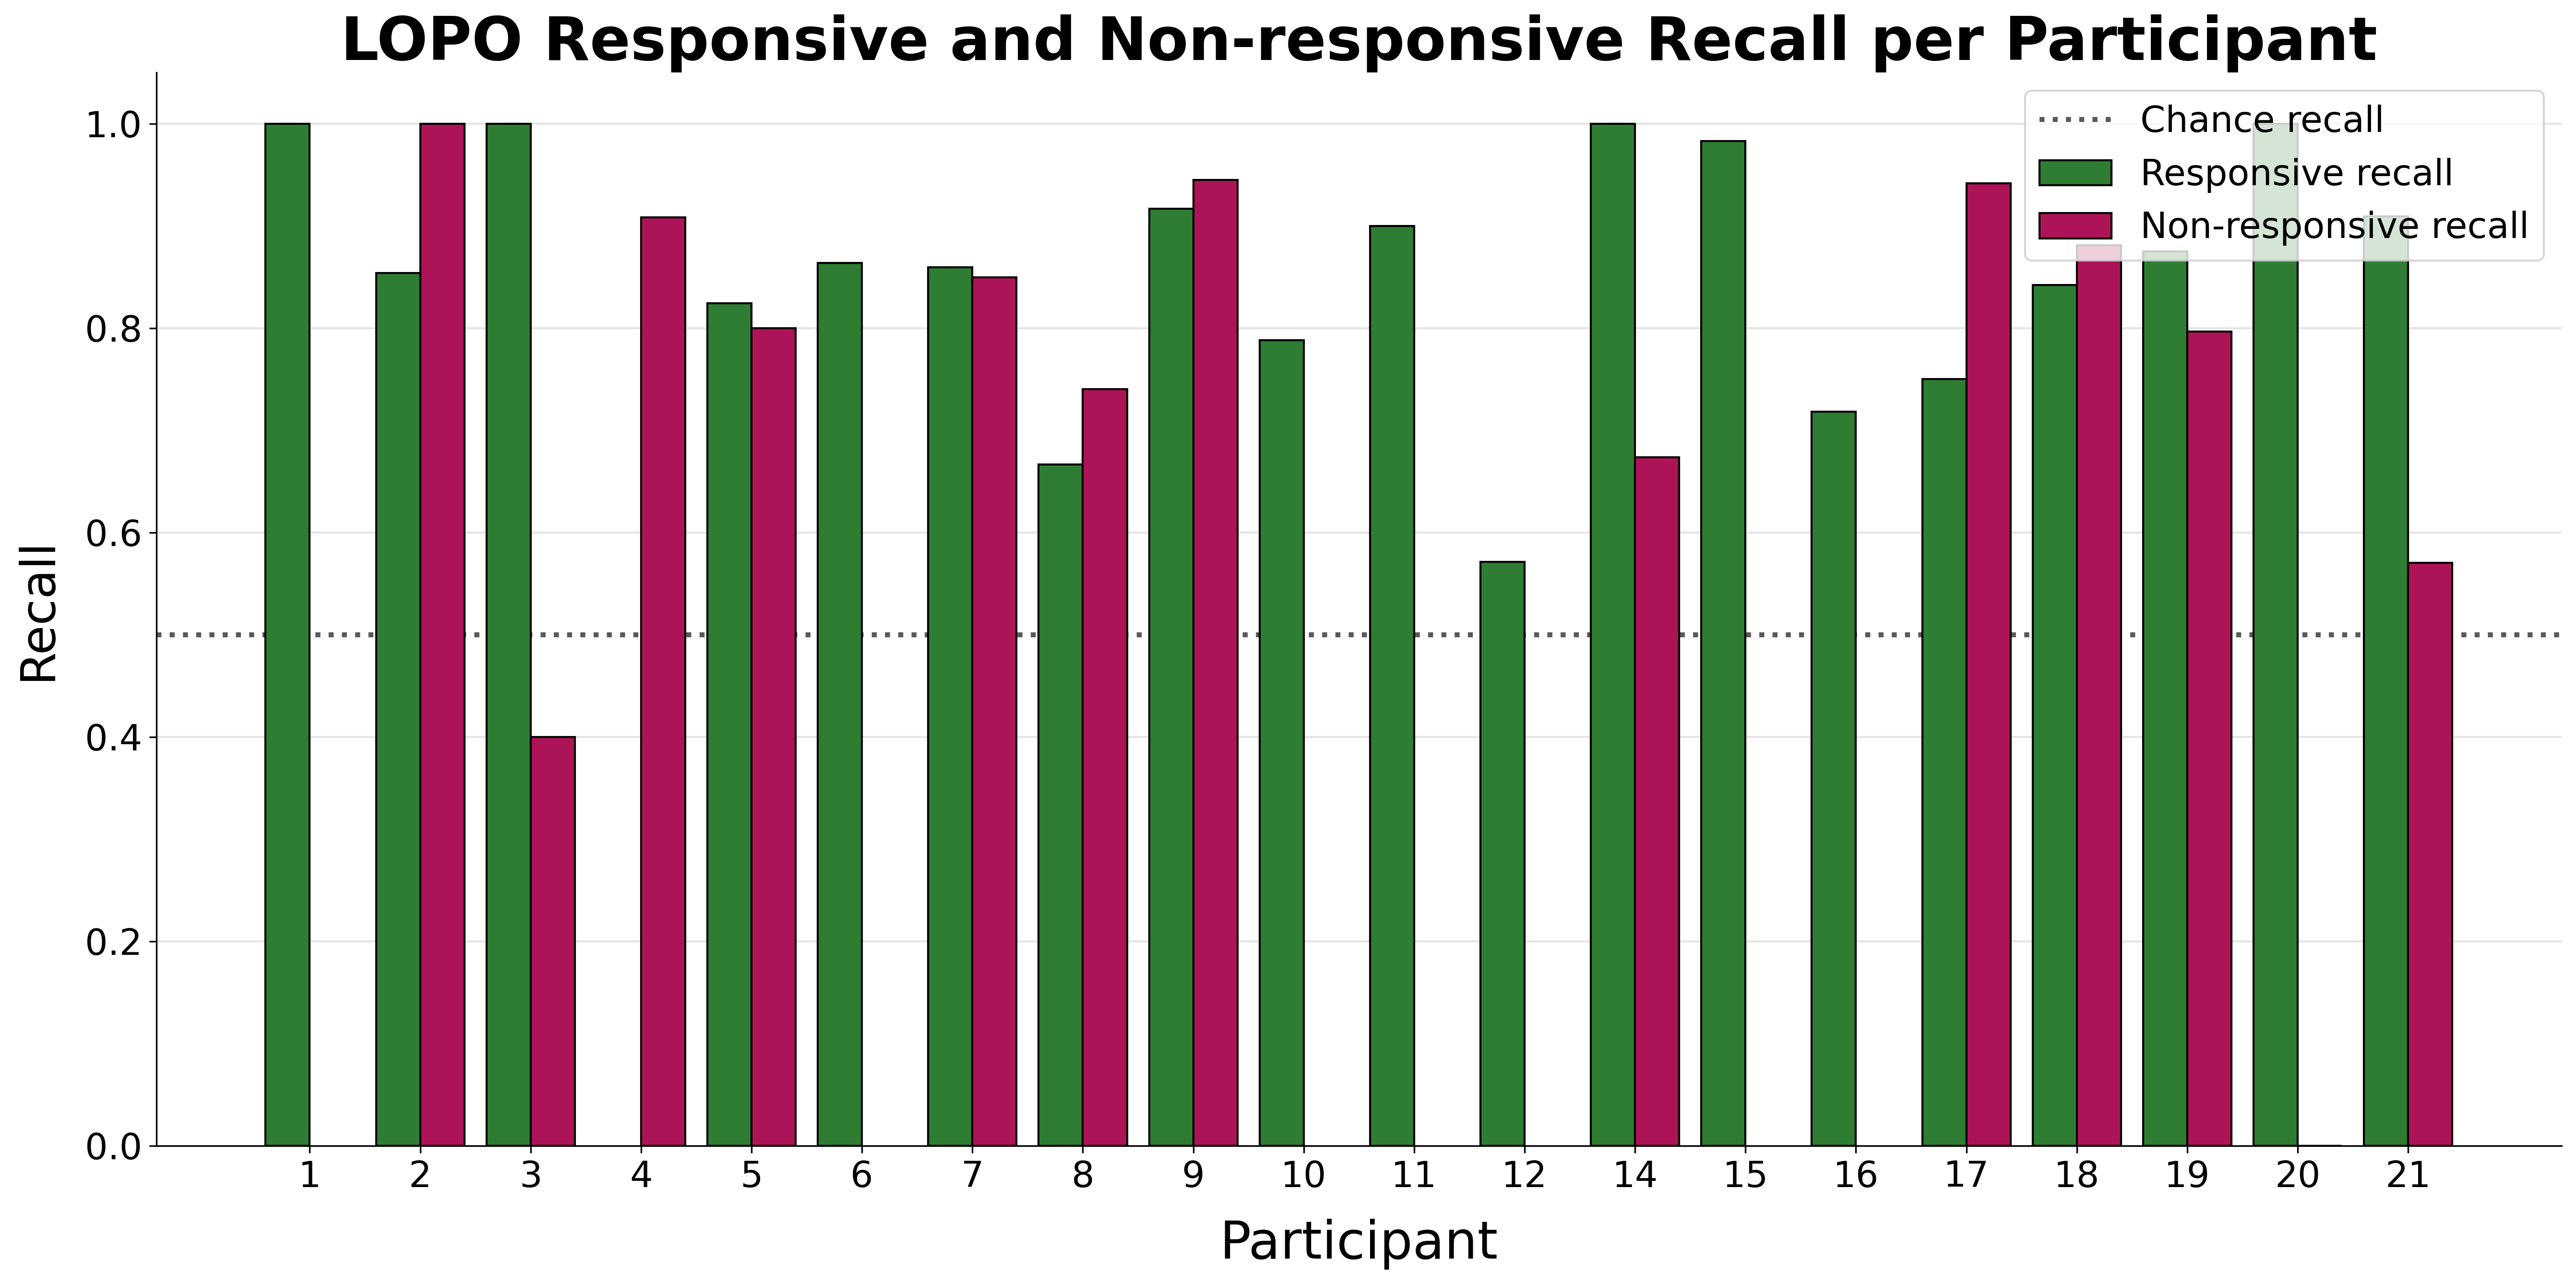 LOPO Responsive and Non-responsive Recall per Participant
Chance recall
Responsive recall
Non-responsive recall
1.0
0.8
0.6
0.4
0.2
0.0
Recall
1 2 3 4 5 6 7 8 9 10 11 12 14 15 16 17 18 19 20 21
Participant